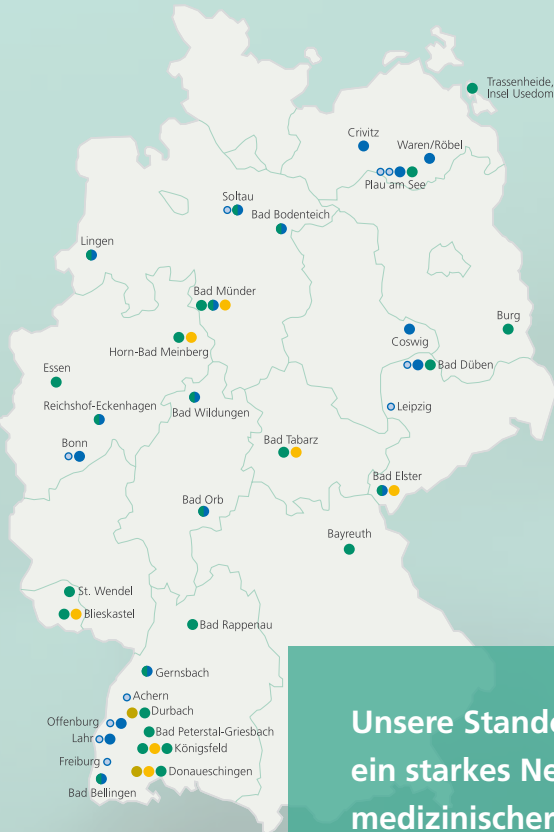 Trassenheide,
Insel Usedom
Crivitz
Waren/Röbel
Plau am See
Soltau
Bad Bodenteich
Lingen
Bad Münder
Burg
Coswig
Horn-Bad Meinberg
Bad Düben
Essen
Reichshof-Eckenhagen
Bad Wildungen
Leipzig
Bonn
Bad Tabarz
Bad Elster
Bad Orb
Bayreuth
St. Wendel
Blieskastel
Bad Rappenau
Gernsbach
Achern
Durbach
Offenburg
Bad Peterstal-Griesbach
Lahr
Königsfeld
Freiburg
Donaueschingen
Bad Bellingen
Unsere Stando
ein starkes Ne
medizinischer